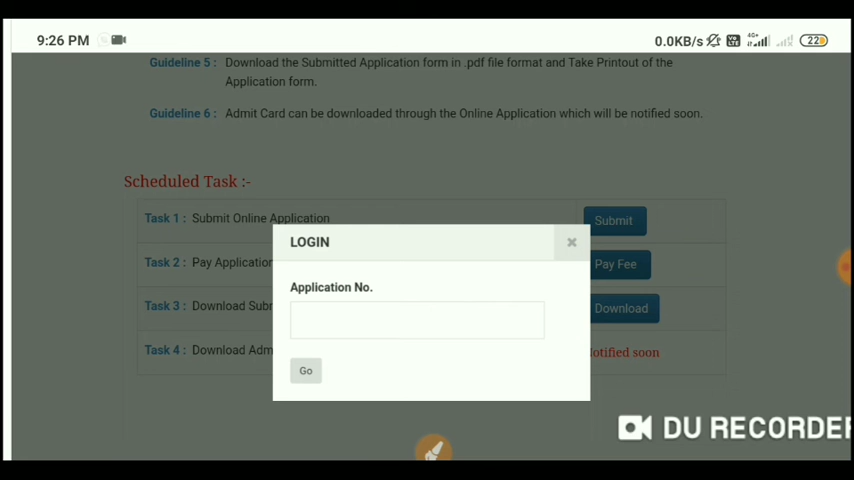 9:26 PM
0.0KB/s
Vo LTE
4G+
22
Guideline 5 : Download the Submitted Application form in .pdf file format and Take Printout of the
Application form.
Guideline 6 : Admit Card can be downloaded through the Online Application which will be notified soon.
Scheduled Task :-
Task 1 : Submit Online Application
Submit
LOGIN
Task 2 : Pay Application
Pay Fee
Application No.
Task 3 : Download
Download
Task 4 : Download
soon
Go
DU RECORDER